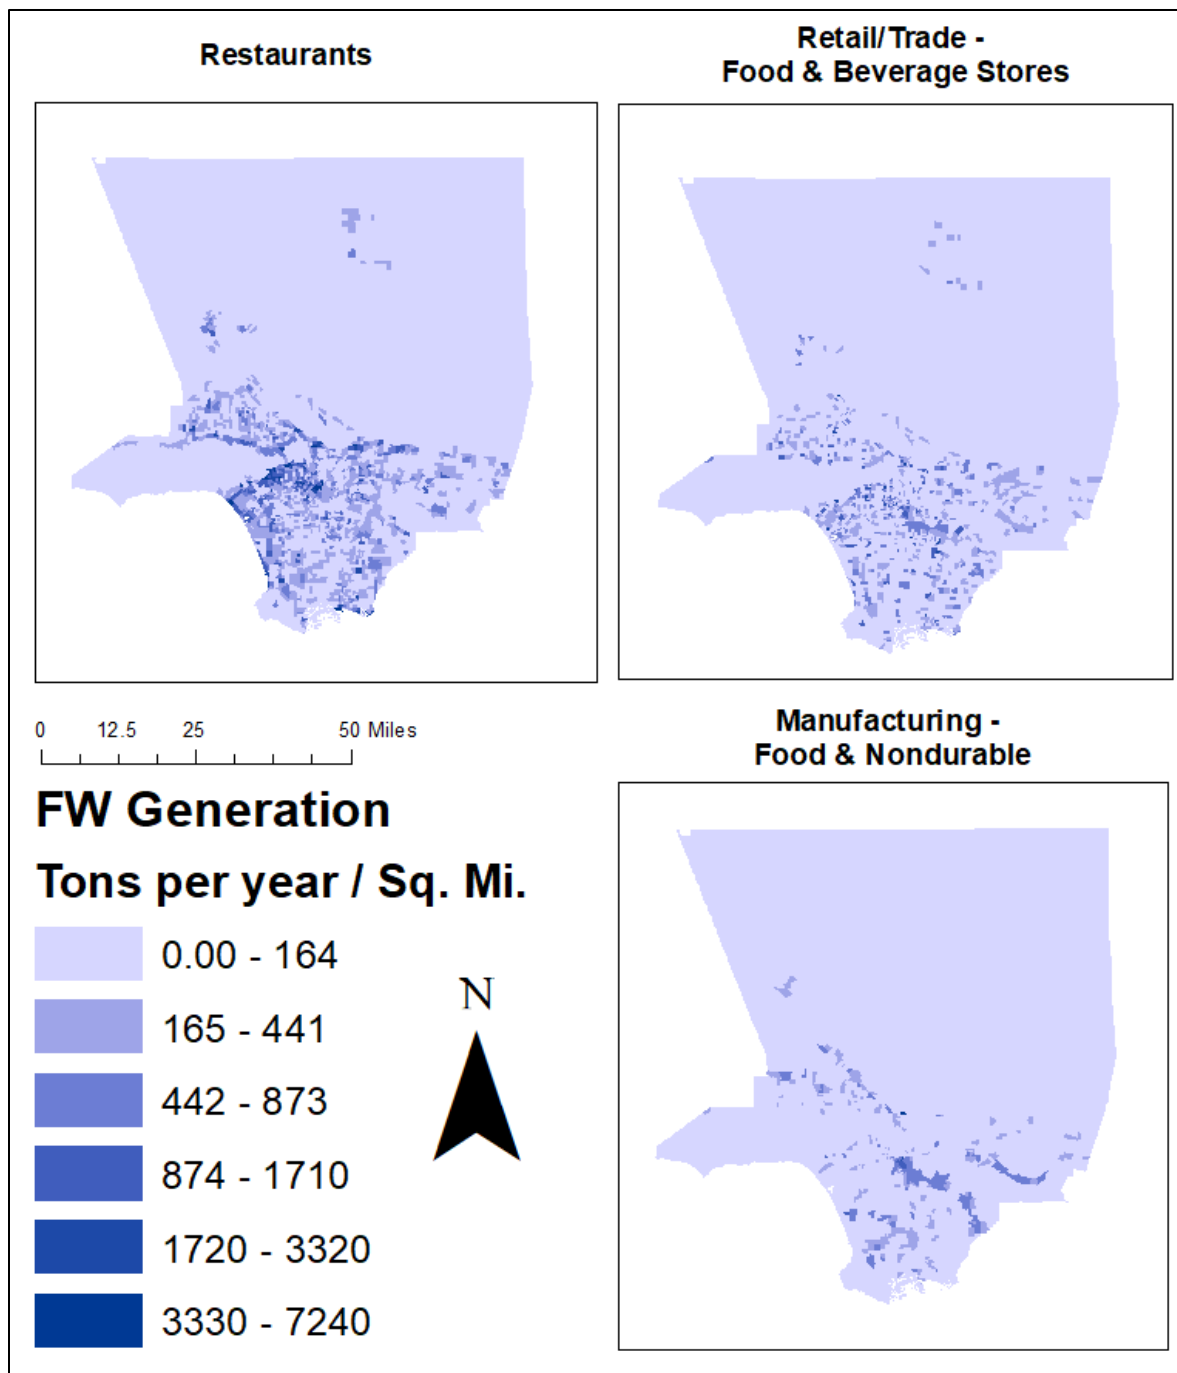 Restaurants
Retail/Trade -
Food & Beverage Stores
0 12.5 25 50 Miles
Manufacturing -
Food & Nondurable
FW Generation
Tons per year / Sq. Mi.
0.00 - 164
165 - 441
442 - 873
874 - 1710
1720 - 3320
3330 - 7240
N